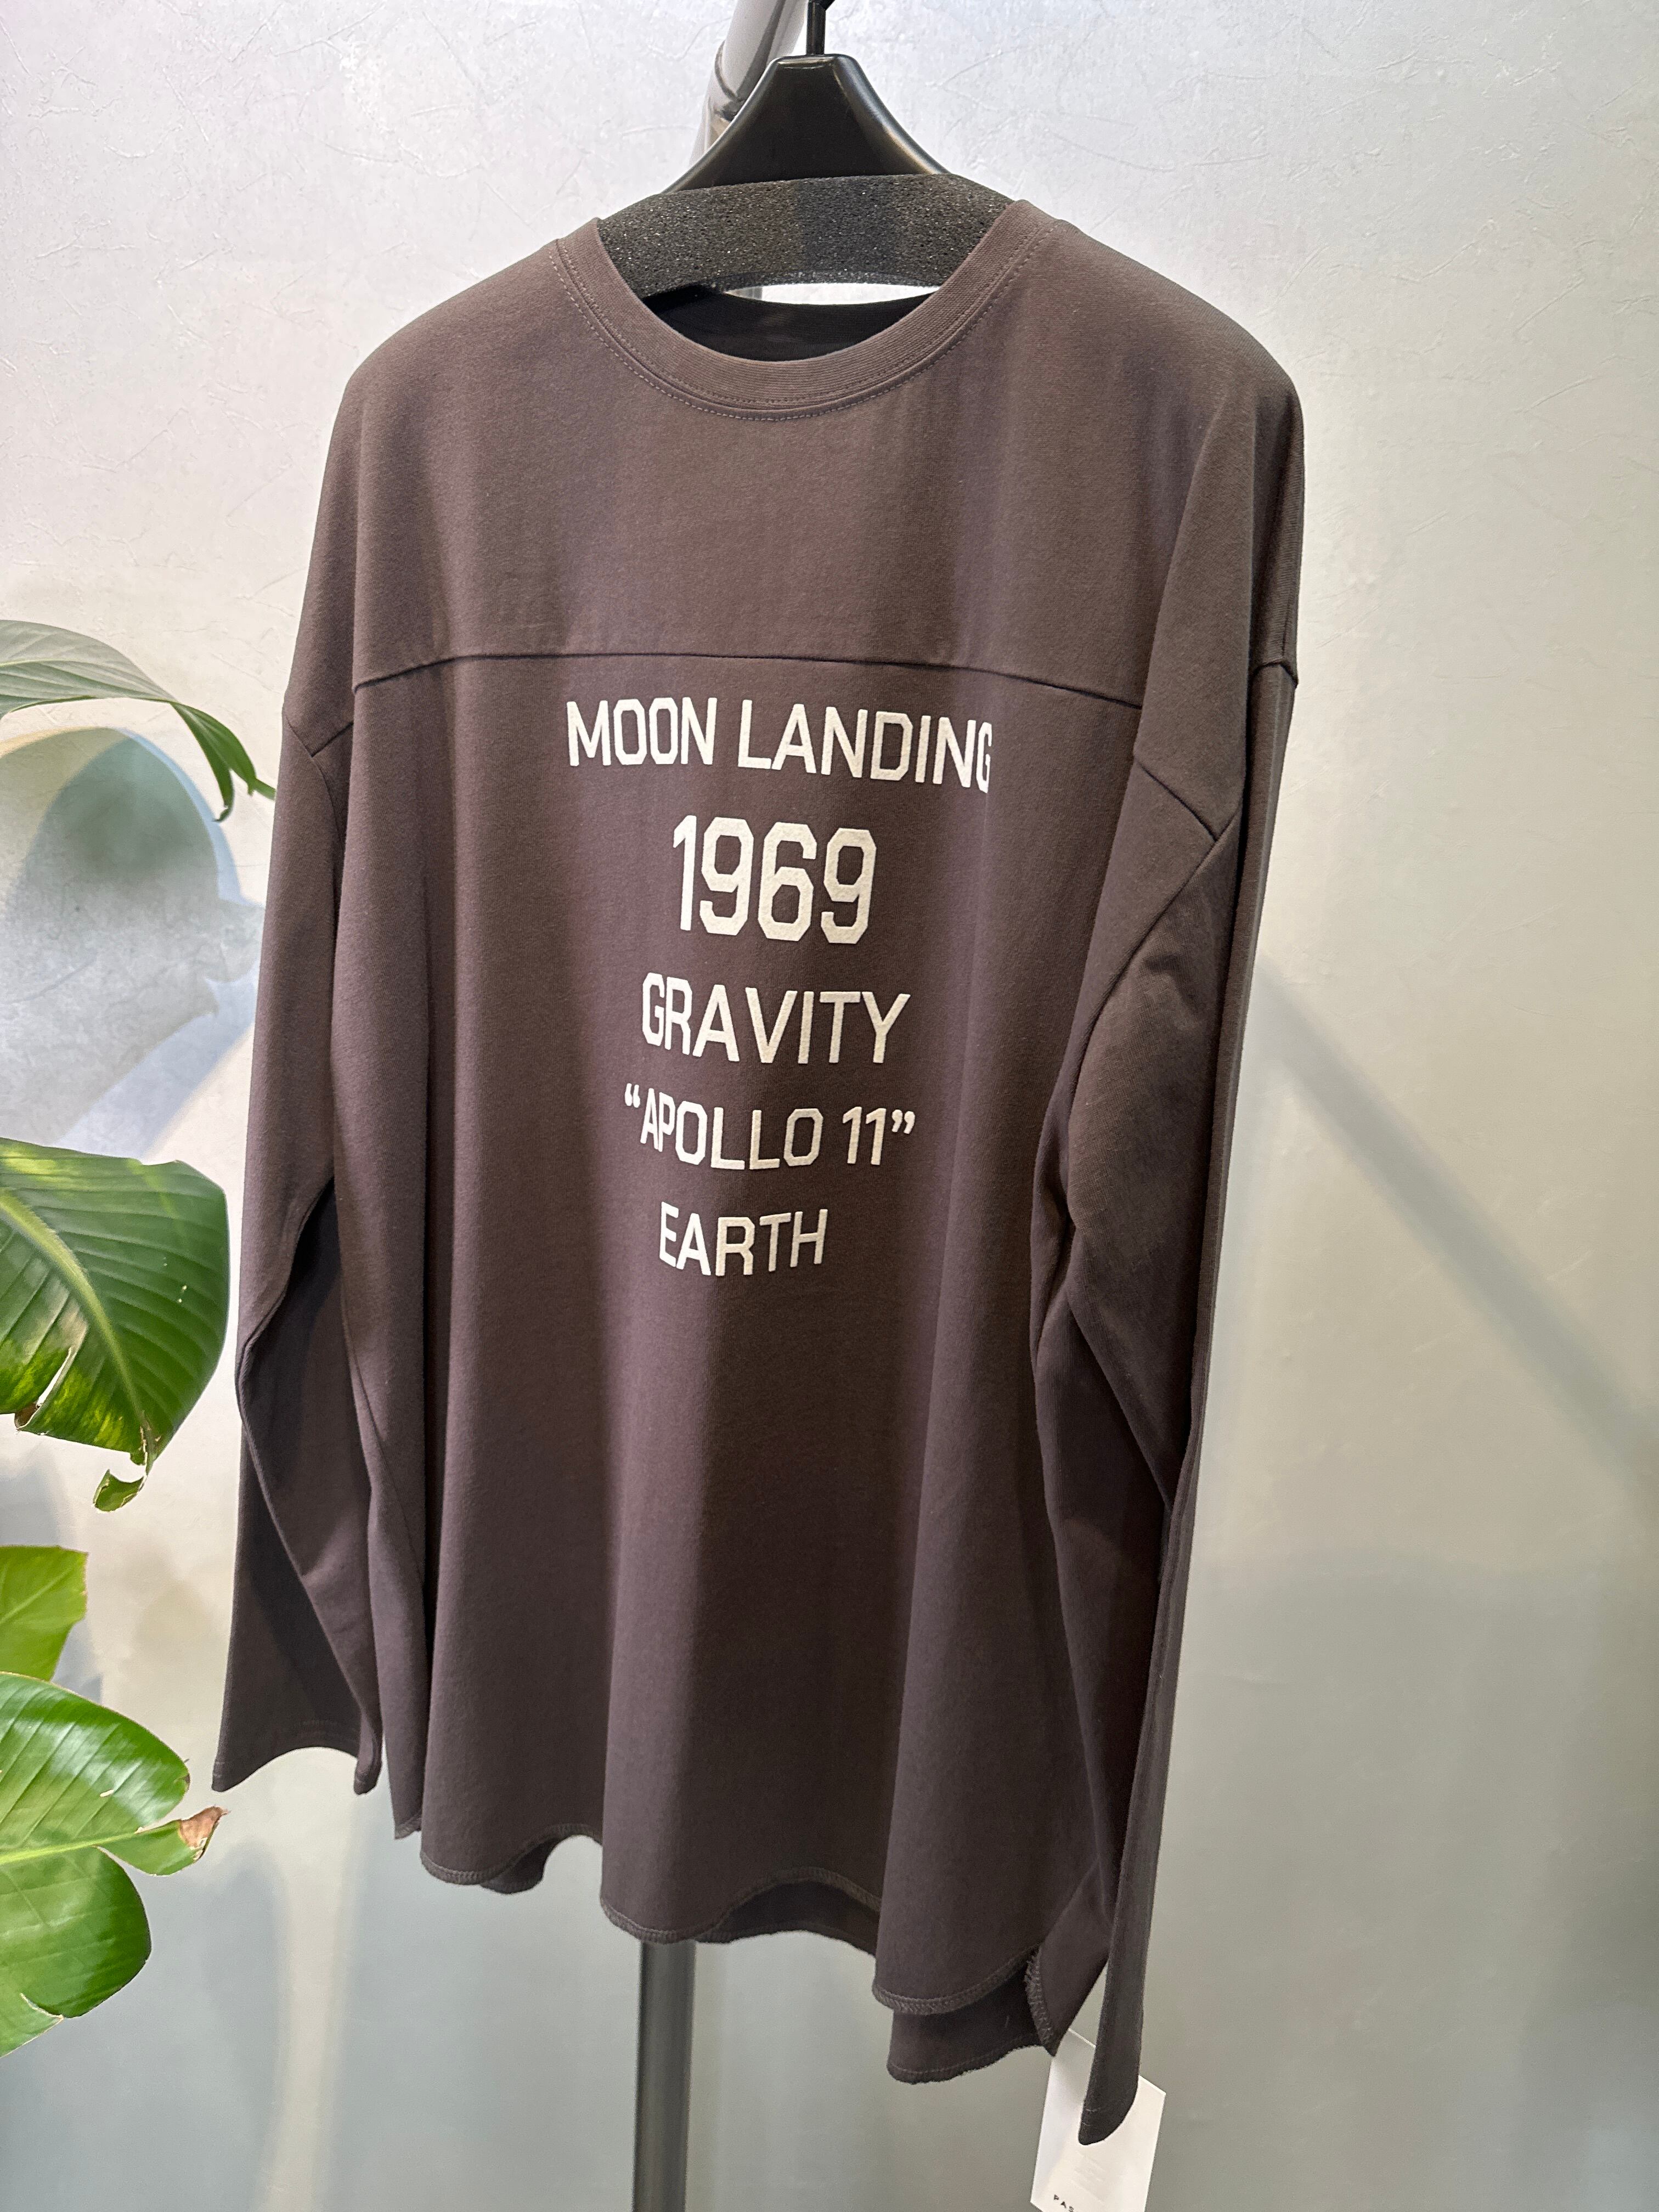 MOON LANDING
1969
GRAVITY
“APOLLO 11”
EARTH